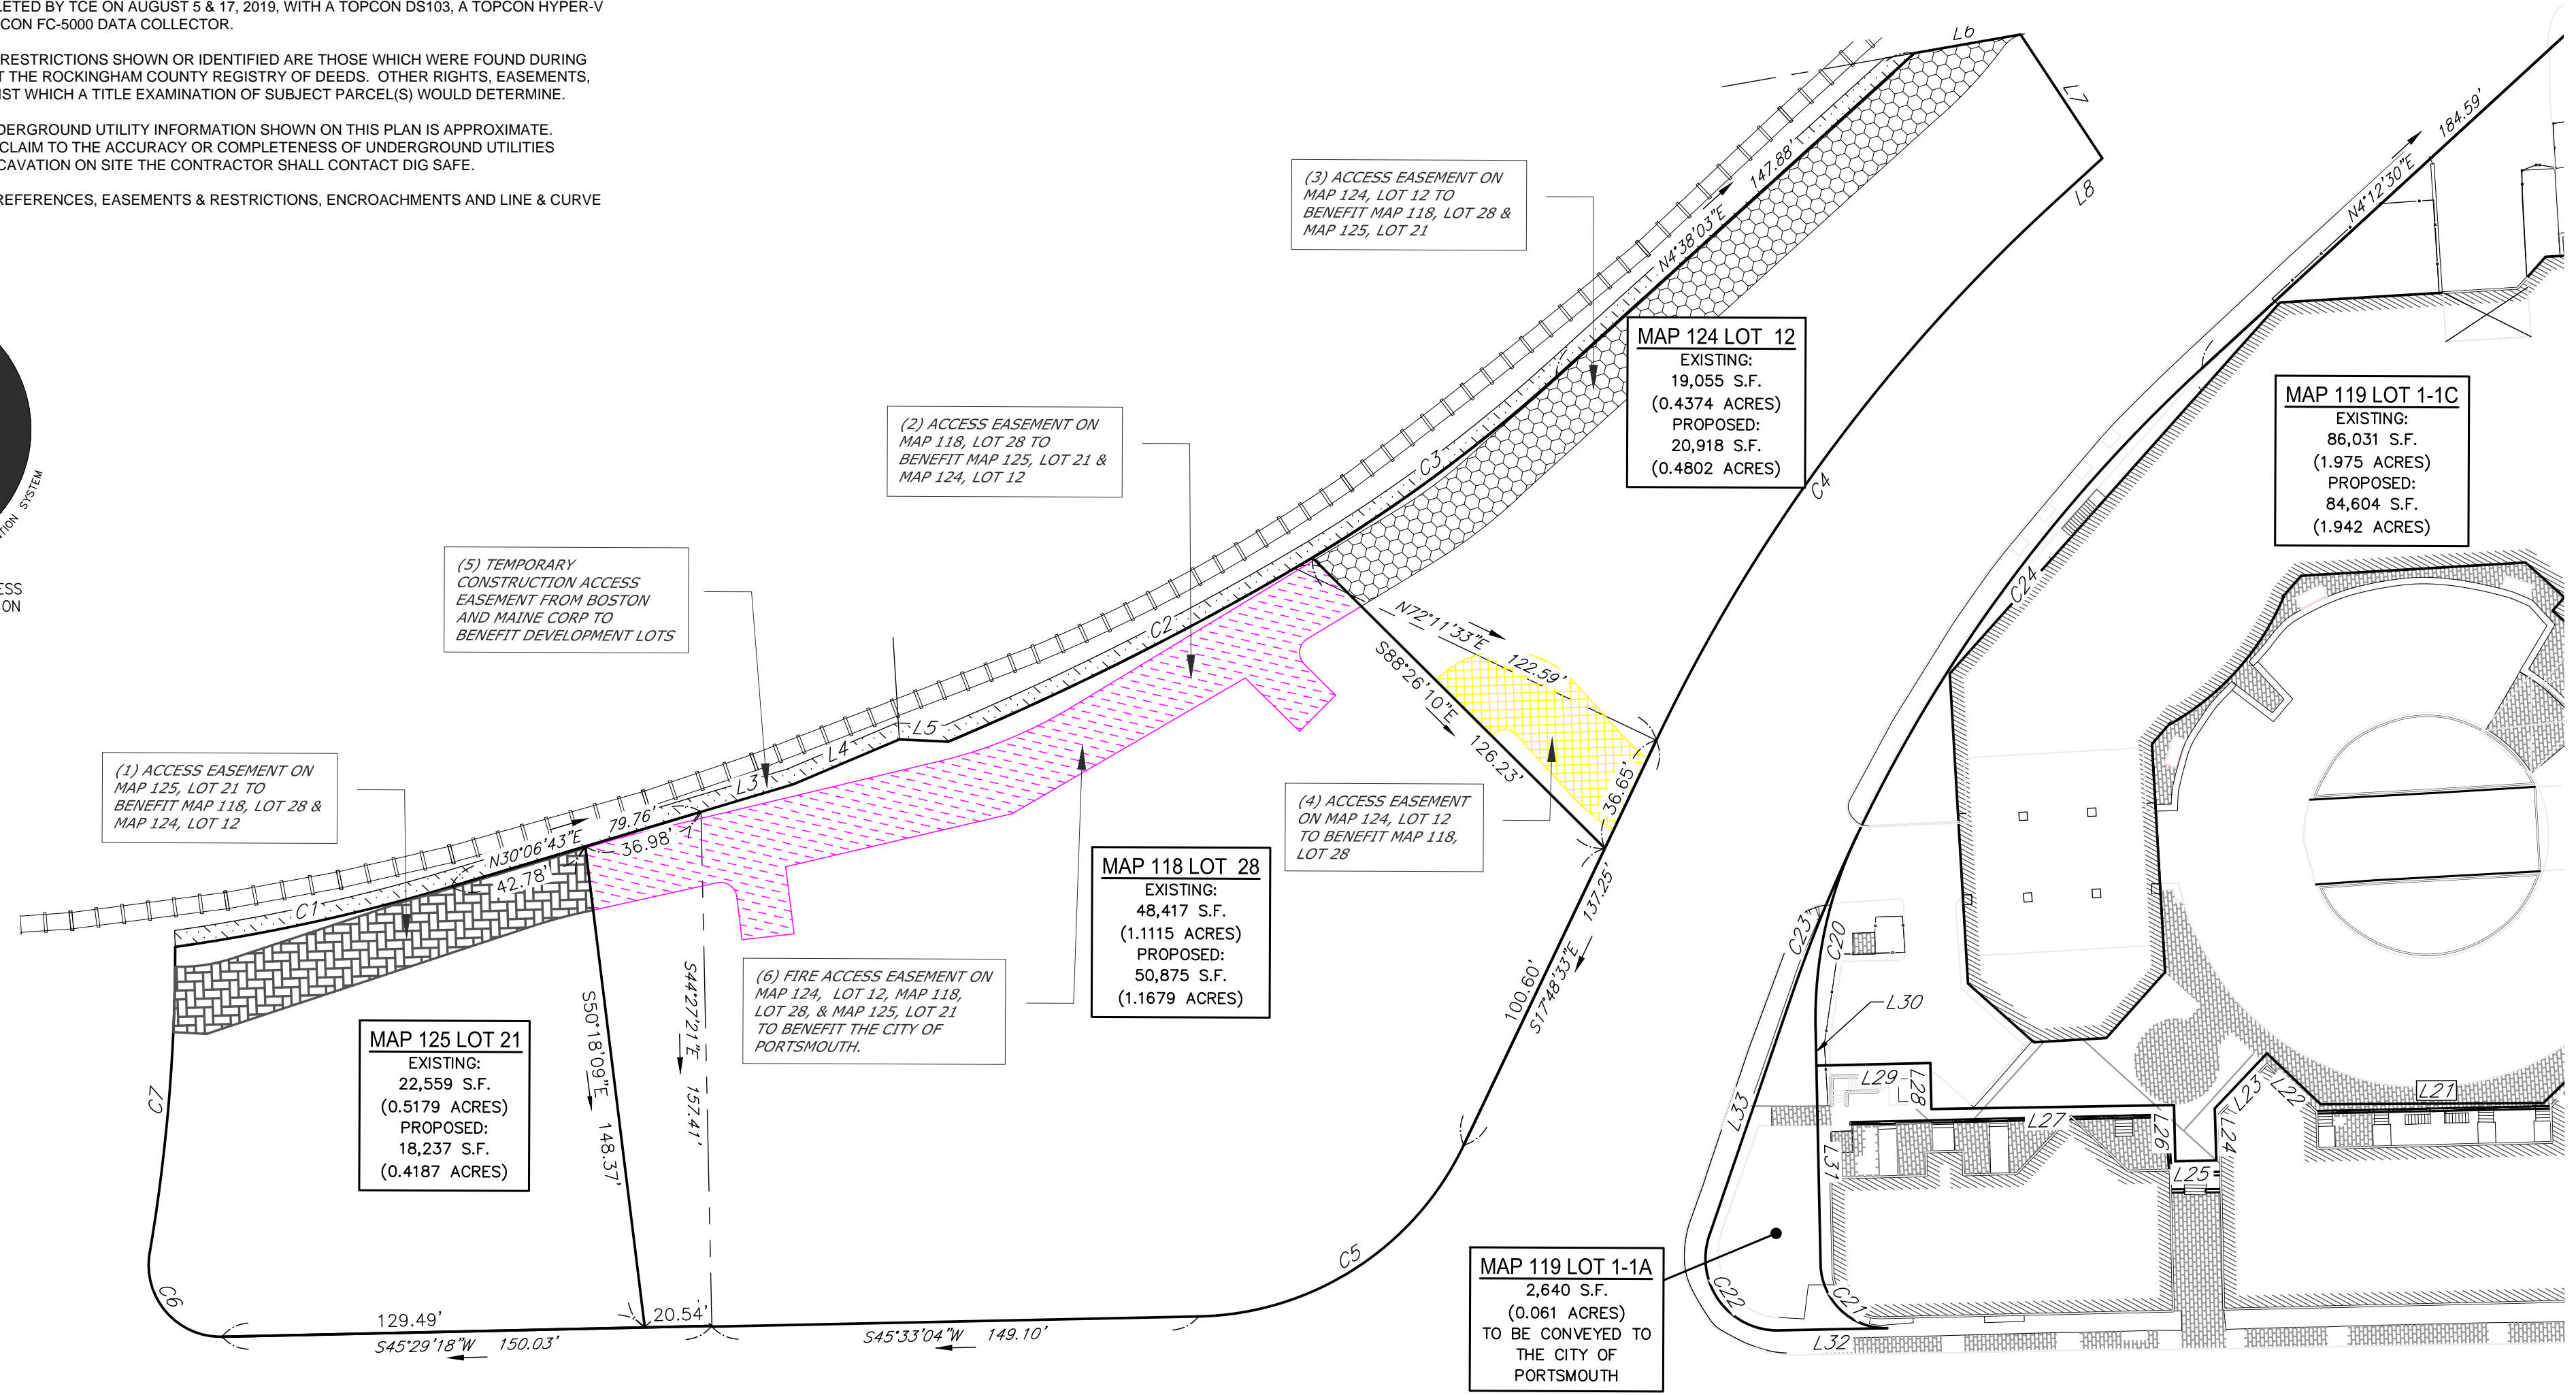 LETED BY TCE ON AUGUST 5 & 17, 2019, WITH A TOPCON DS103, A TOPCON HYPER-V
CON FC-5000 DATA COLLECTOR.
RESTRICTIONS SHOWN OR IDENTIFIED ARE THOSE WHICH WERE FOUND DURING
T THE ROCKINGHAM COUNTY REGISTRY OF DEEDS. OTHER RIGHTS, EASEMENTS,
IST WHICH A TITLE EXAMINATION OF SUBJECT PARCEL(S) WOULD DETERMINE.
DERGROUND UTILITY INFORMATION SHOWN ON THIS PLAN IS APPROXIMATE.
CLAIM TO THE ACCURACY OR COMPLETENESS OF UNDERGROUND UTILITIES
CAVATION ON SITE THE CONTRACTOR SHALL CONTACT DIG SAFE.
REFERENCES, EASEMENTS & RESTRICTIONS, ENCROACHMENTS AND LINE & CURVE
TION SYSTEM
ESS
ON
(1) ACCESS EASEMENT ON
MAP 125, LOT 21 TO
BENEFIT MAP 118, LOT 28 &
MAP 124, LOT 12
(5) TEMPORARY
CONSTRUCTION ACCESS
EASEMENT FROM BOSTON
AND MAINE CORP TO
BENEFIT DEVELOPMENT LOTS
(2) ACCESS EASEMENT ON
MAP 118, LOT 28 TO
BENEFIT MAP 125, LOT 21 &
MAP 124, LOT 12
(3) ACCESS EASEMENT ON
MAP 124, LOT 12 TO
BENEFIT MAP 118, LOT 28 &
MAP 125, LOT 21
(4) ACCESS EASEMENT
ON MAP 124, LOT 12
TO BENEFIT MAP 118,
LOT 28
(6) FIRE ACCESS EASEMENT ON
MAP 124, LOT 12, MAP 118,
LOT 28, & MAP 125, LOT 21
TO BENEFIT THE CITY OF
PORTSMOUTH.
MAP 125 LOT 21
EXISTING:
22,559 S.F.
(0.5179 ACRES)
PROPOSED:
18,237 S.F.
(0.4187 ACRES)
MAP 118 LOT 28
EXISTING:
48,417 S.F.
(1.1115 ACRES)
PROPOSED:
50,875 S.F.
(1.1679 ACRES)
MAP 124 LOT 12
EXISTING:
19,055 S.F.
(0.4374 ACRES)
PROPOSED:
20,918 S.F.
(0.4802 ACRES)
MAP 119 LOT 1-1C
EXISTING:
86,031 S.F.
(1.975 ACRES)
PROPOSED:
84,604 S.F.
(1.942 ACRES)
MAP 119 LOT 1-1A
2,640 S.F.
(0.061 ACRES)
TO BE CONVEYED TO
THE CITY OF
PORTSMOUTH
C1
N30°06'43"E
79.76'
42.78'
36.98'
L3
L4
L5
C2
C3
N4°38'03"E
147.88'
L6
L7
L8
C4
N72°11'33"E
122.59'
S88°26'10"E
126.23'
36.65'
137.25'
S17°48'33"E
100.60'
C5
S50°18'09"E
148.37'
S44°27'21"E
157.41'
C7
C6
129.49'
20.54'
S45°29'18"W 150.03'
S45°33'04"W 149.10'
N4°12'30"E
184.59'
C24
C23
C20
L30
L29
L28
L27
L26
L25
L24
L23
L22
L21
L31
L33
C22
C21
L32